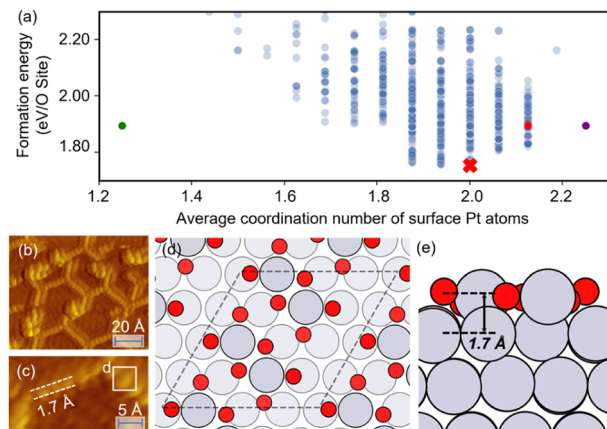 (a)
Formation energy
(eV/O Site)
2.20
2.00
1.80
1.2
1.4
1.6
1.8
2.0
2.2
Average coordination number of surface Pt atoms
(b)
20 Å
(c)
d
1.7 Å
5 Å
(d)
(e)
1.7 Å